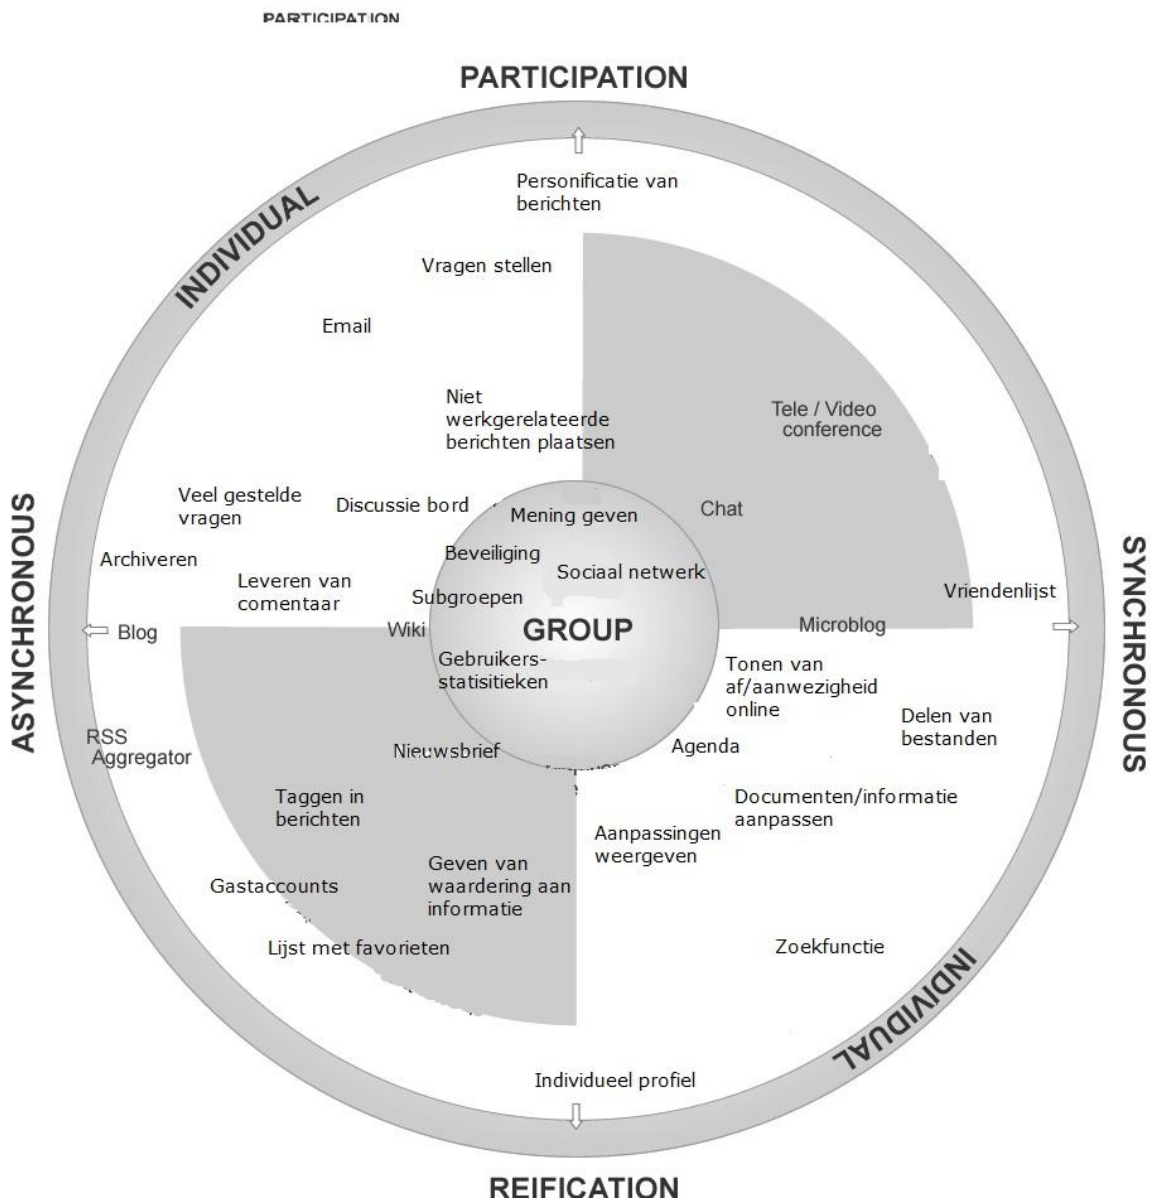 PARTICIPATION
PARTICIPATION
INDIVIDUAL
Personificatie van
berichten
Vragen stellen
Email
Niet
werkgerelateerde
berichten plaatsen
Tele / Video
conference
Veel gestelde
vragen
Discussie bord
Mening geven
Chat
Archiveren
Beveiliging
Sociaal netwerk
Leveren van
comentaar
Subgroepen
Vriendenlijst
ASYNCHRONOUS
SYNCHRONOUS
Blog
Wiki
GROUP
Microblog
Gebruikers-
statisitieken
Tonen van
af/aanwezigheid
online
Delen van
bestanden
RSS
Aggregator
Nieuwsbrief
Agenda
Taggen in
berichten
Documenten/informatie
aanpassen
Aanpassingen
weergeven
Geven van
waardering aan
informatie
Gastaccounts
Lijst met favorieten
Zoekfunctie
INDIVIDUAL
Individueel profiel
REIFICATION